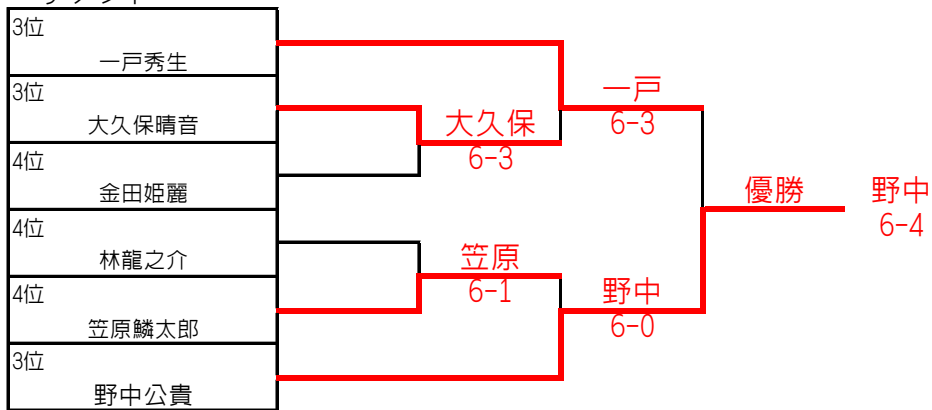 3位
一戸秀生
3位
大久保晴音
4位
金田姫麗
4位
林龍之介
4位
笠原鱗太郎
3位
野中公貴
大久保
6-3
笠原
6-1
一戸
6-3
野中
6-0
優勝
野中
6-4